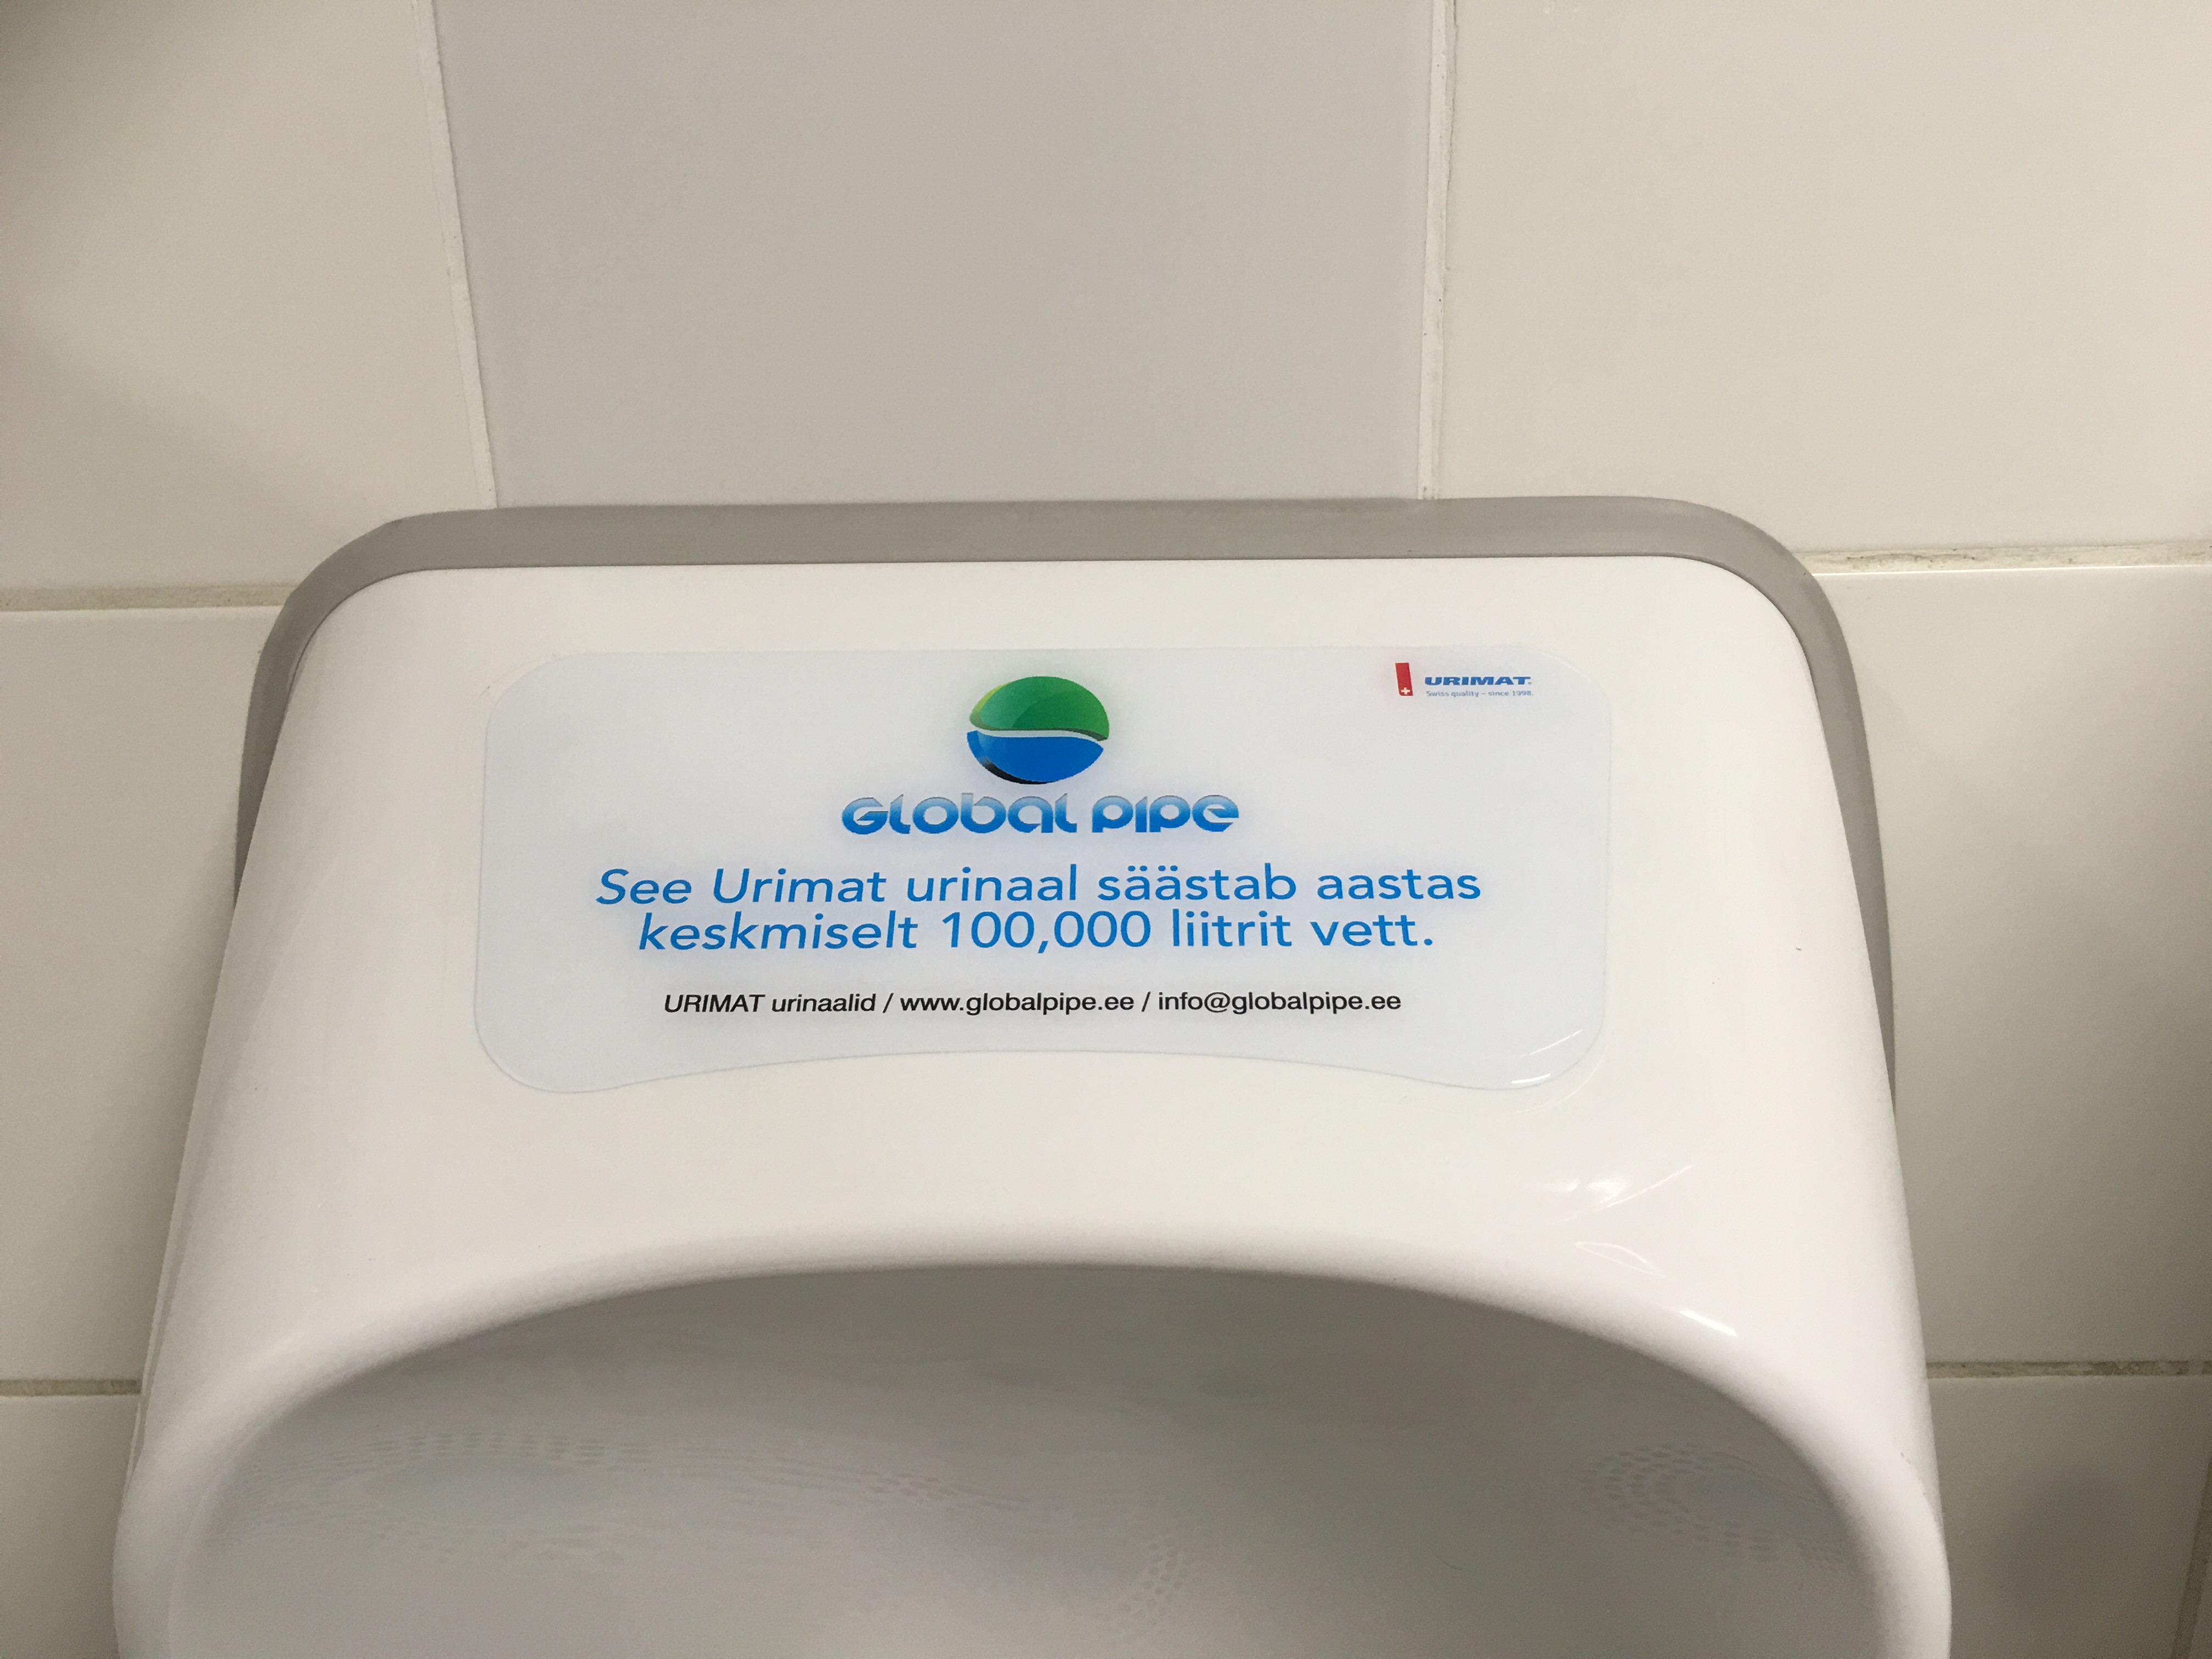 URIMAT
Swiss quality – since 1998.
GLOBAL PIPE
See Urimat urinaal säästab aastas
keskmiselt 100,000 liitrit vett.
URIMAT urinaalid / www.globalpipe.ee / info@globalpipe.ee